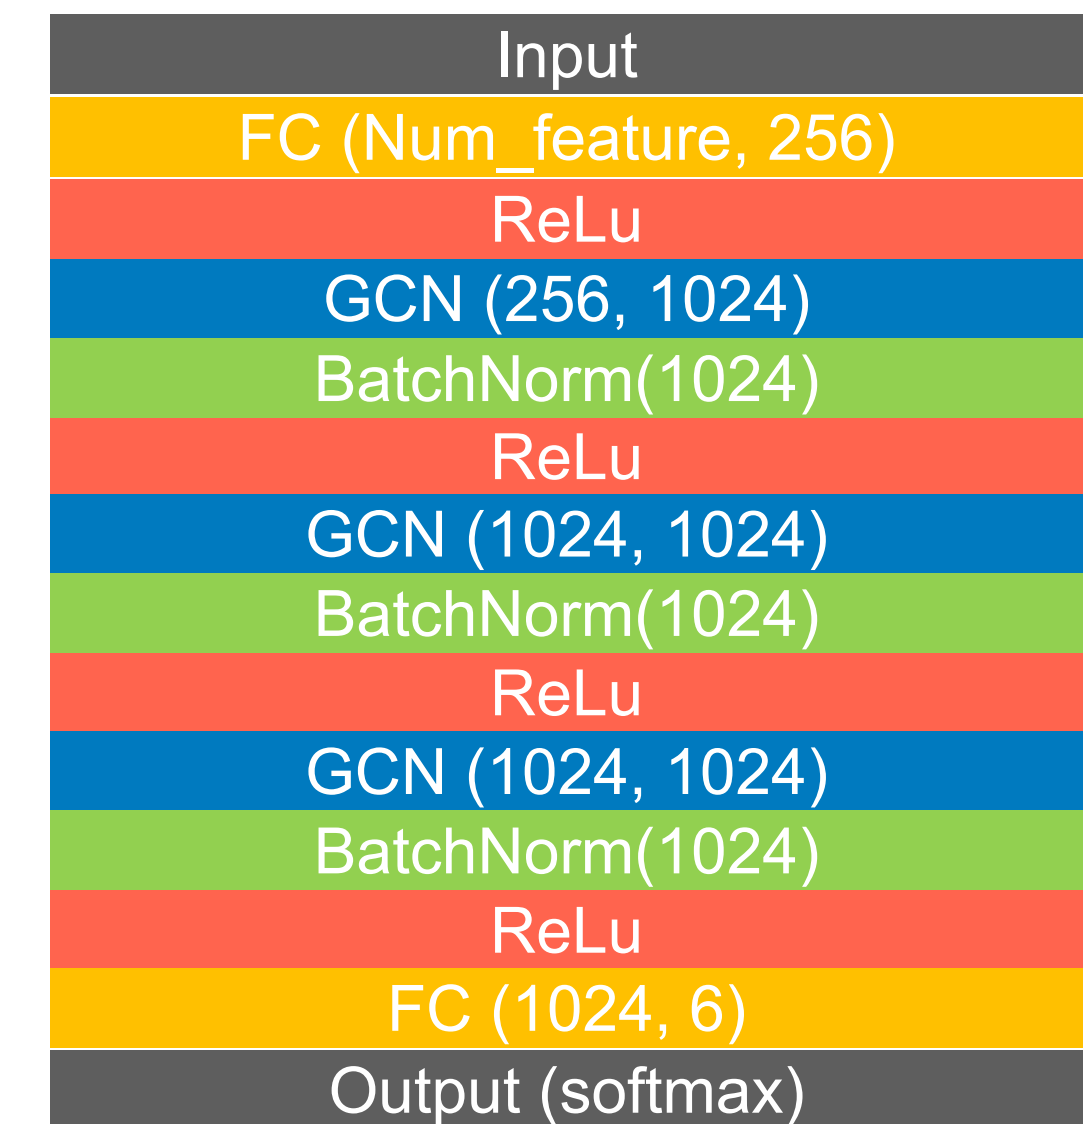 Input
FC (Num_feature, 256)
ReLu
GCN (256, 1024)
BatchNorm(1024)
ReLu
GCN (1024, 1024)
BatchNorm(1024)
ReLu
GCN (1024, 1024)
BatchNorm(1024)
ReLu
FC (1024, 6)
Output (softmax)